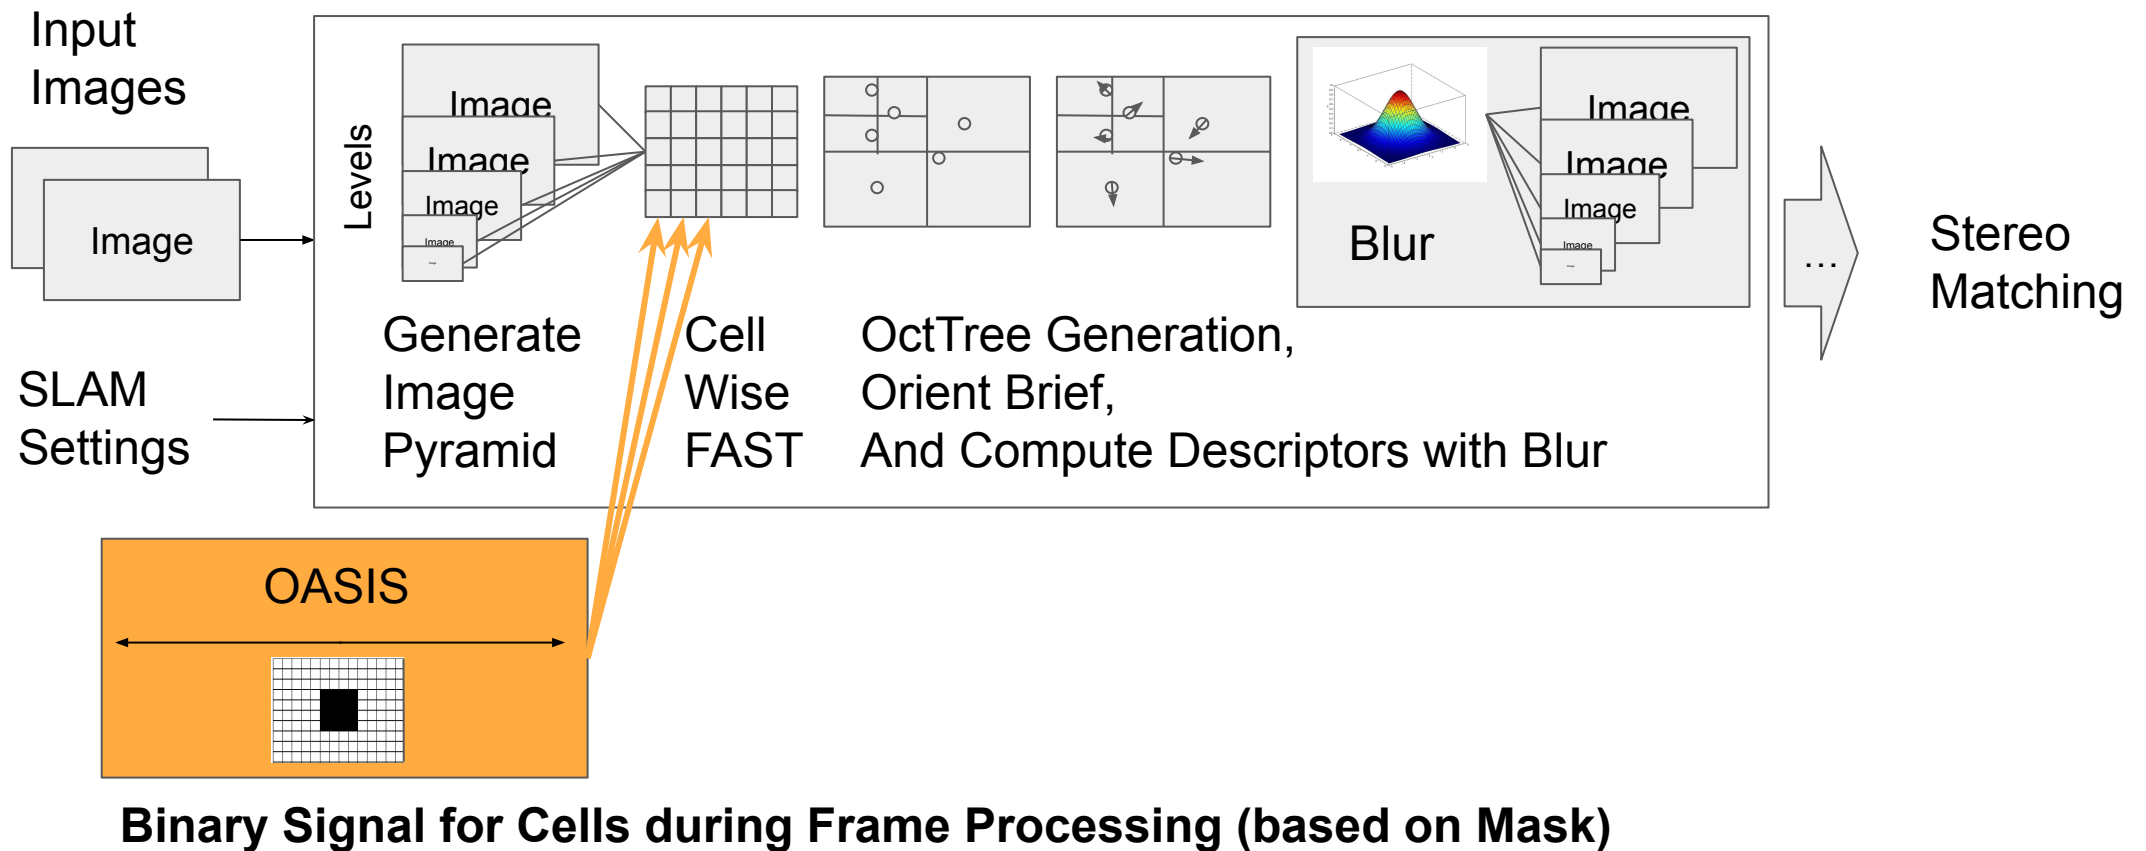 Input
Images
Image
SLAM
Settings
Levels
Image
Image
Image
Image
Generate
Image
Pyramid
Cell
Wise
FAST
OctTree Generation,
Orient Brief,
And Compute Descriptors with Blur
Blur
Image
Image
Image
Image
...
Stereo
Matching
OASIS
Binary Signal for Cells during Frame Processing (based on Mask)